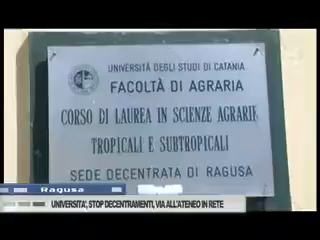 UNIVERSITÀ DEGLI STUDI DI CATANIA
FACOLTÀ DI AGRARIA
CORSO DI LAUREA IN SCIENZE AGRARIE
TROPICALI E SUBTROPICALI
SEDE DECENTRATA DI RAGUSA
Ragusa
UNIVERSITA', STOP DECENTRAMENTI, VIA ALL'ATENEO IN RETE